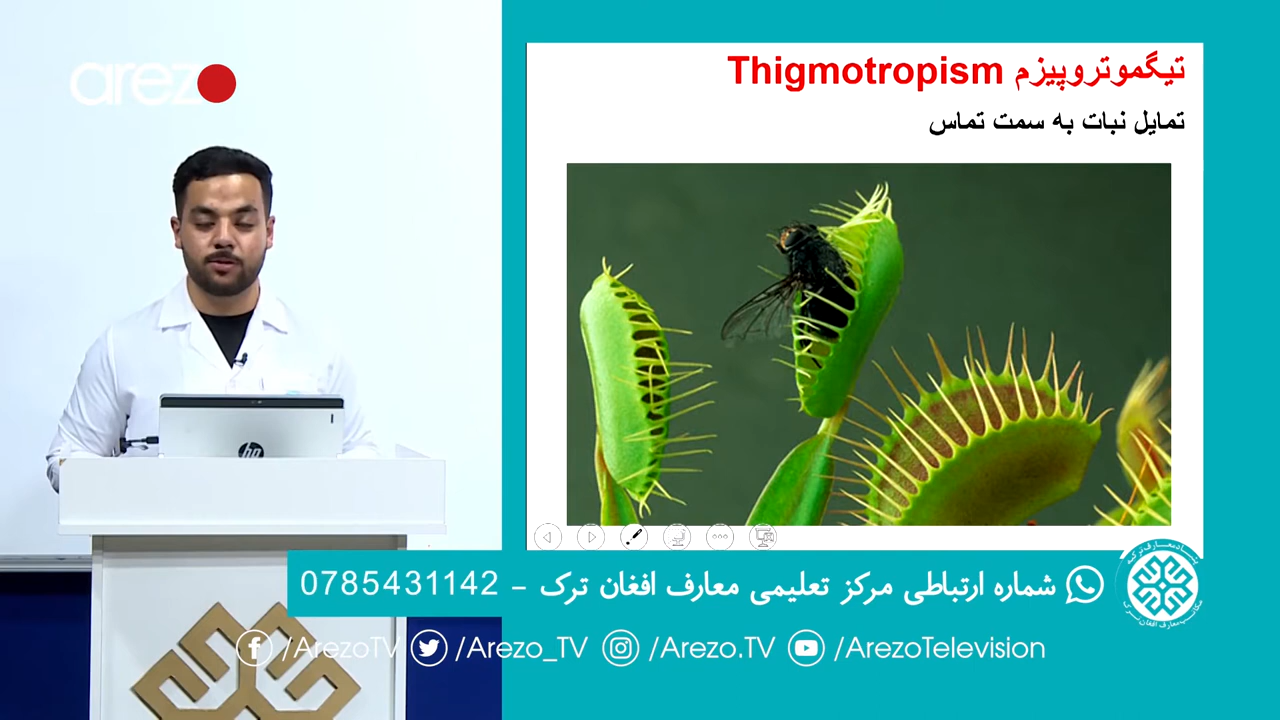 arezo
تیگموتروپیزم Thigmotropism
تمایل نبات به سمت تماس
hp
شماره ارتباطی مرکز تعلیمی معارف افغان ترک - 0785431142
/ArezoTV /Arezo_TV /Arezo.TV /ArezoTelevision